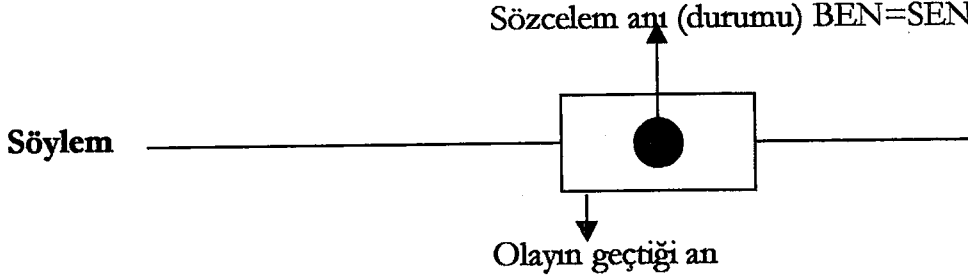 Sözcelem anı (durumu) BEN=SEN
Söylem
Olayın geçtiği an